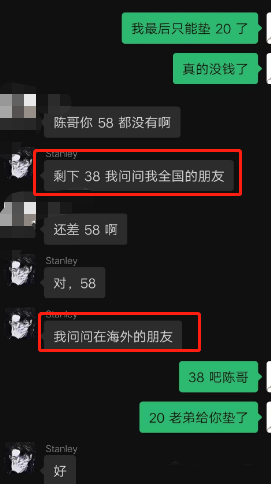 我最后只能垫 20 了
真的没钱了
陈哥你 58 都没有啊
Stanley
剩下 38 我问问我全国的朋友
还差 58 啊
Stanley
对，58
Stanley
我问问在海外的朋友
38 吧陈哥
20 老弟给你垫了
Stanley
好